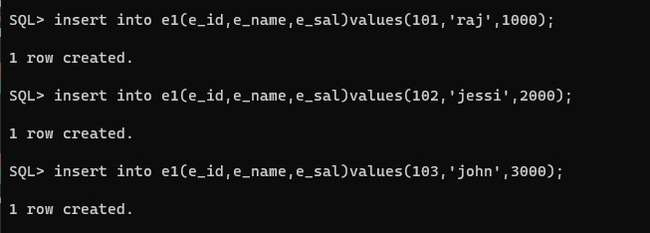 SQL> insert into e1(e_id,e_name,e_sal)values(101,'raj',1000);
1 row created.
SQL> insert into e1(e_id,e_name,e_sal)values(102,'jessi',2000);
1 row created.
SQL> insert into e1(e_id,e_name,e_sal)values(103,'john',3000);
1 row created.